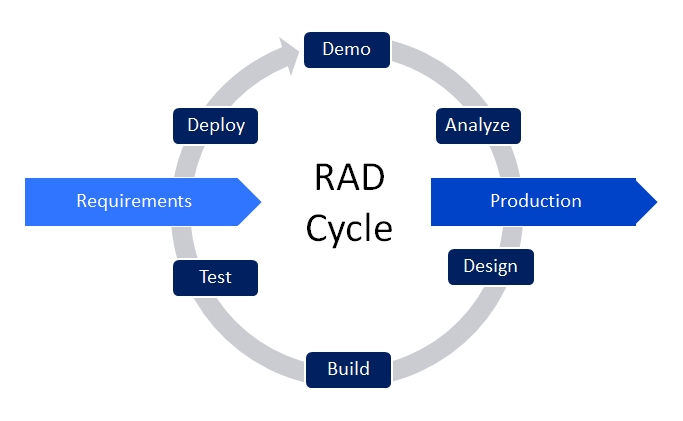 Demo
Deploy
Analyze
RAD
Cycle
Requirements
Production
Test
Design
Build